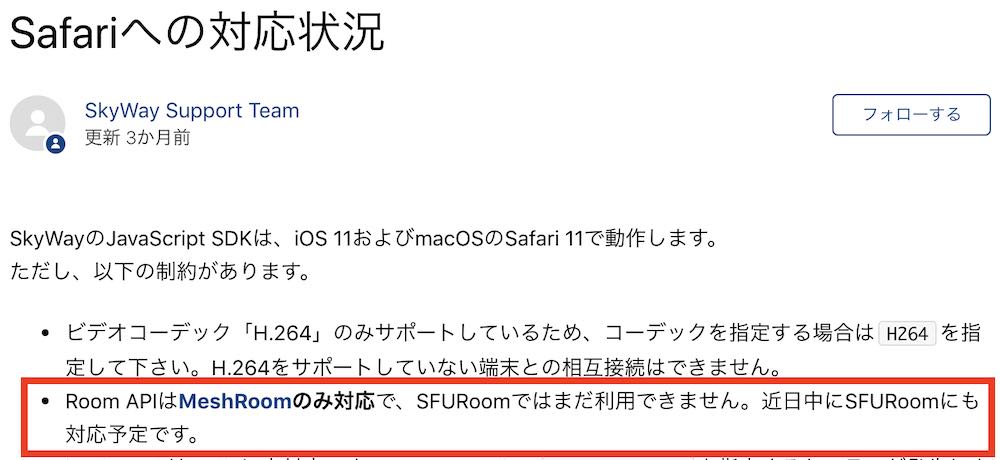 Safariへの対応状況
SkyWay Support Team
更新 3か月前
フォローする
SkyWayのJavaScript SDKは、iOS 11およびmacOSのSafari 11で動作します。
ただし、以下の制約があります。
• ビデオコーデック「H.264」のみサポートしているため、コーデックを指定する場合は H264 を指
定して下さい。H.264をサポートしていない端末との相互接続はできません。
• Room APIはMeshRoomのみ対応で、SFURoomではまだ利用できません。近日中にSFURoomにも
対応予定です。